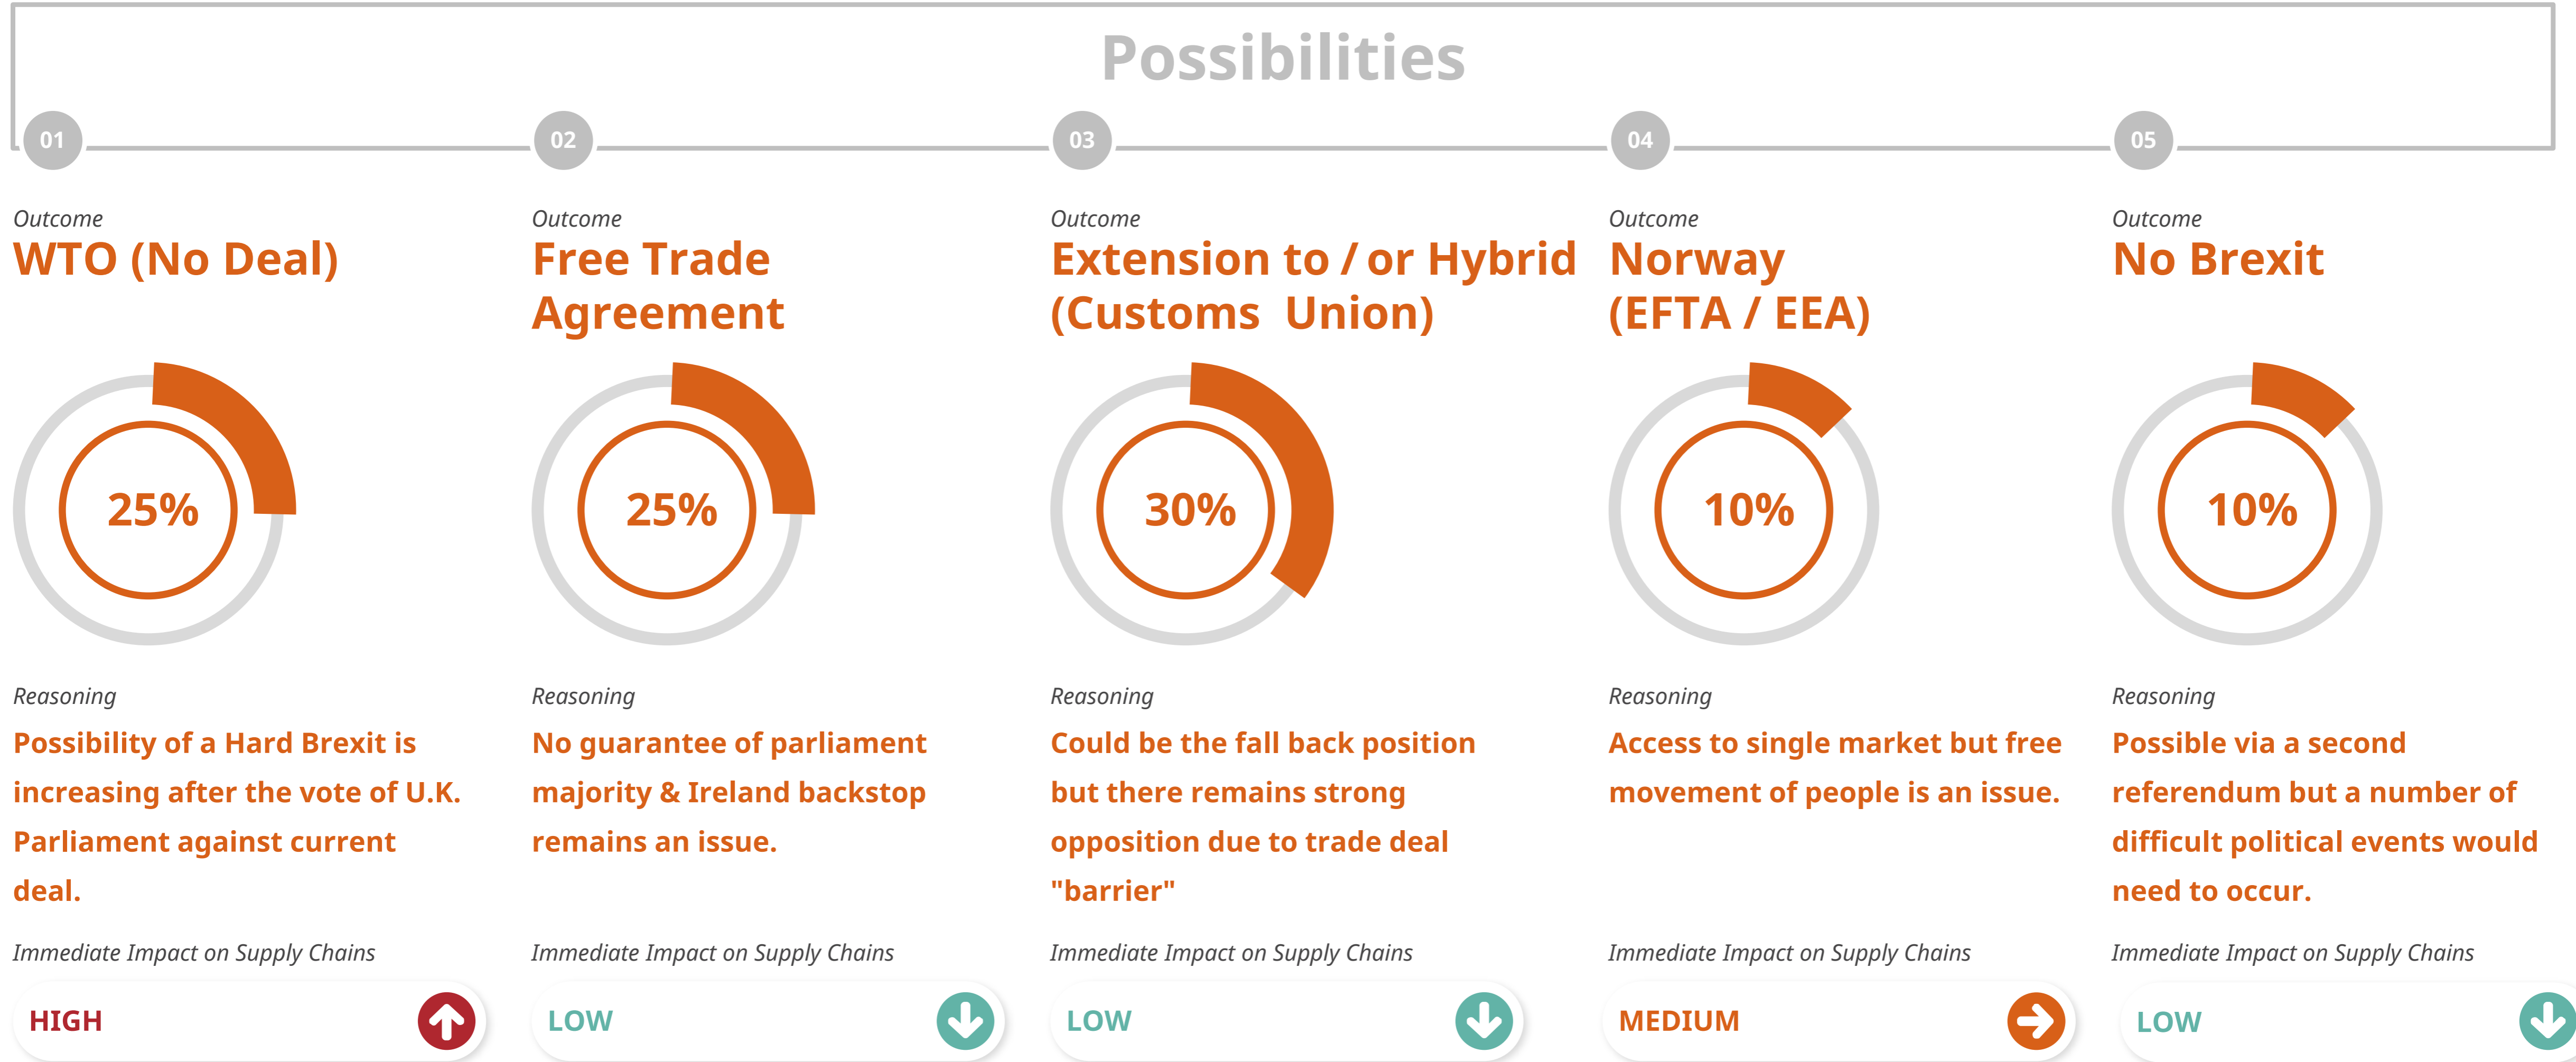 Possibilities
01
02
03
04
05
Outcome
WTO (No Deal)
25%
Reasoning
Possibility of a Hard Brexit is
increasing after the vote of U.K.
Parliament against current
deal.
Immediate Impact on Supply Chains
HIGH
Outcome
Free Trade
Agreement
25%
Reasoning
No guarantee of parliament
majority & Ireland backstop
remains an issue.
Immediate Impact on Supply Chains
LOW
Outcome
Extension to / or Hybrid
(Customs Union)
30%
Reasoning
Could be the fall back position
but there remains strong
opposition due to trade deal
"barrier"
Immediate Impact on Supply Chains
LOW
Outcome
Norway
(EFTA / EEA)
10%
Reasoning
Access to single market but free
movement of people is an issue.
Immediate Impact on Supply Chains
MEDIUM
Outcome
No Brexit
10%
Reasoning
Possible via a second
referendum but a number of
difficult political events would
need to occur.
Immediate Impact on Supply Chains
LOW